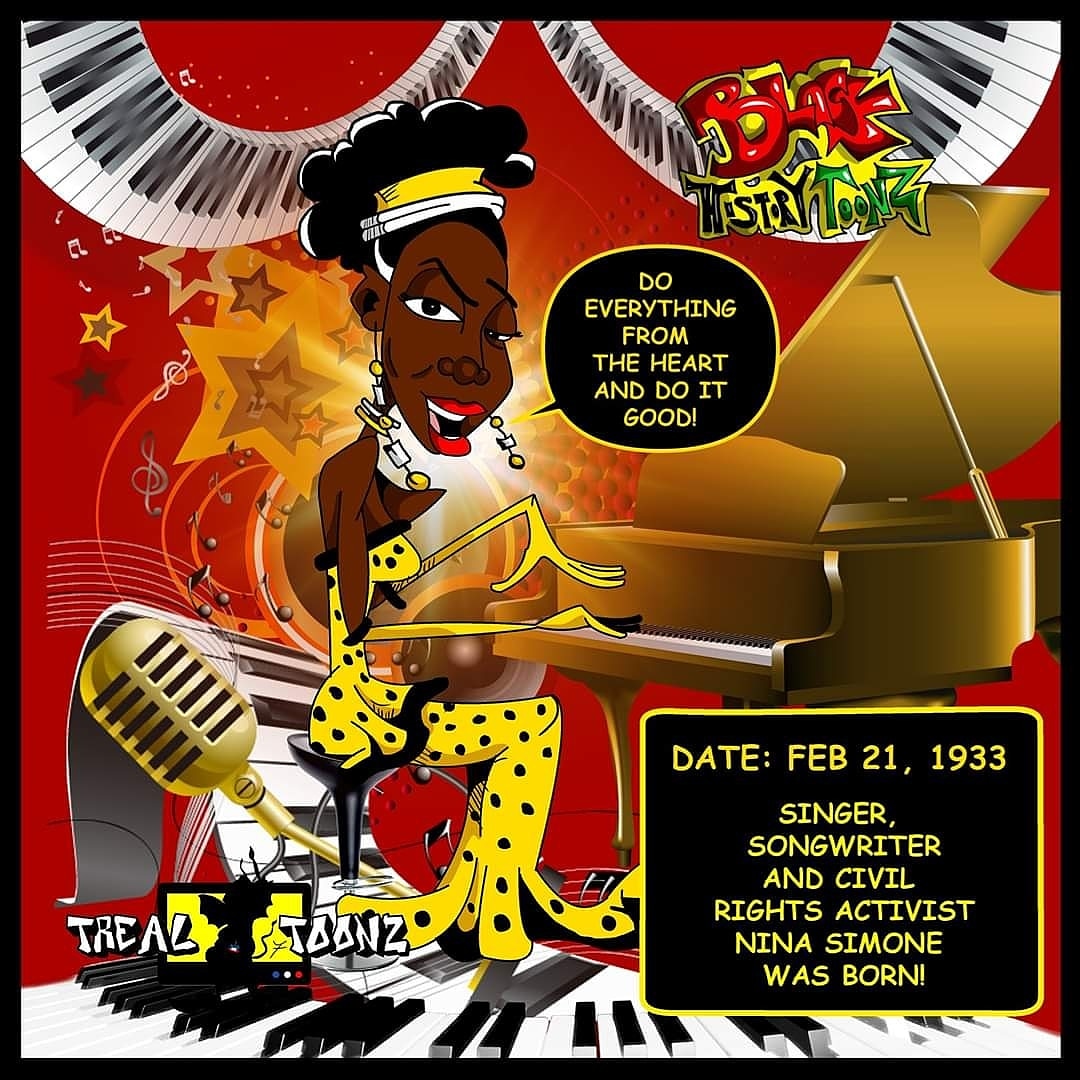 BLACK
HISTORY TOONZ
DO
EVERYTHING
FROM
THE HEART
AND DO IT
GOOD!
DATE: FEB 21, 1933
SINGER,
SONGWRITER
AND CIVIL
RIGHTS ACTIVIST
NINA SIMONE
WAS BORN!
TREAL TOONZ